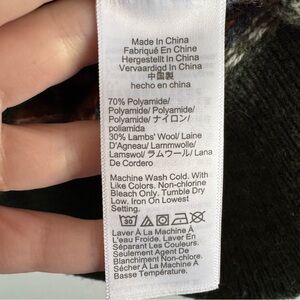 Made In China
Fabriqué En Chine
Hergestellt In China
Vervaardigd In China
中国製
hecho en china
70% Polyamide/
Polyamide/ Polyamide/
Polyamide/ ナイロン/
poliamida
30% Lambs' Wool/ Laine
D'Agneau/ Lammwolle/
Lamswol/ ラムウール/ Lana
De Cordero
Machine Wash Cold. With
Like Colors. Non-chlorine
Bleach Only. Tumble Dry
Low. Iron On Lowest
Setting.
30
Laver À La Machine À
L'eau Froide. Laver En
Séparant Les Couleurs.
Seulement Agent De
Blanchiment Non-chloric.
Sécher À La Machine À
Basse Température.